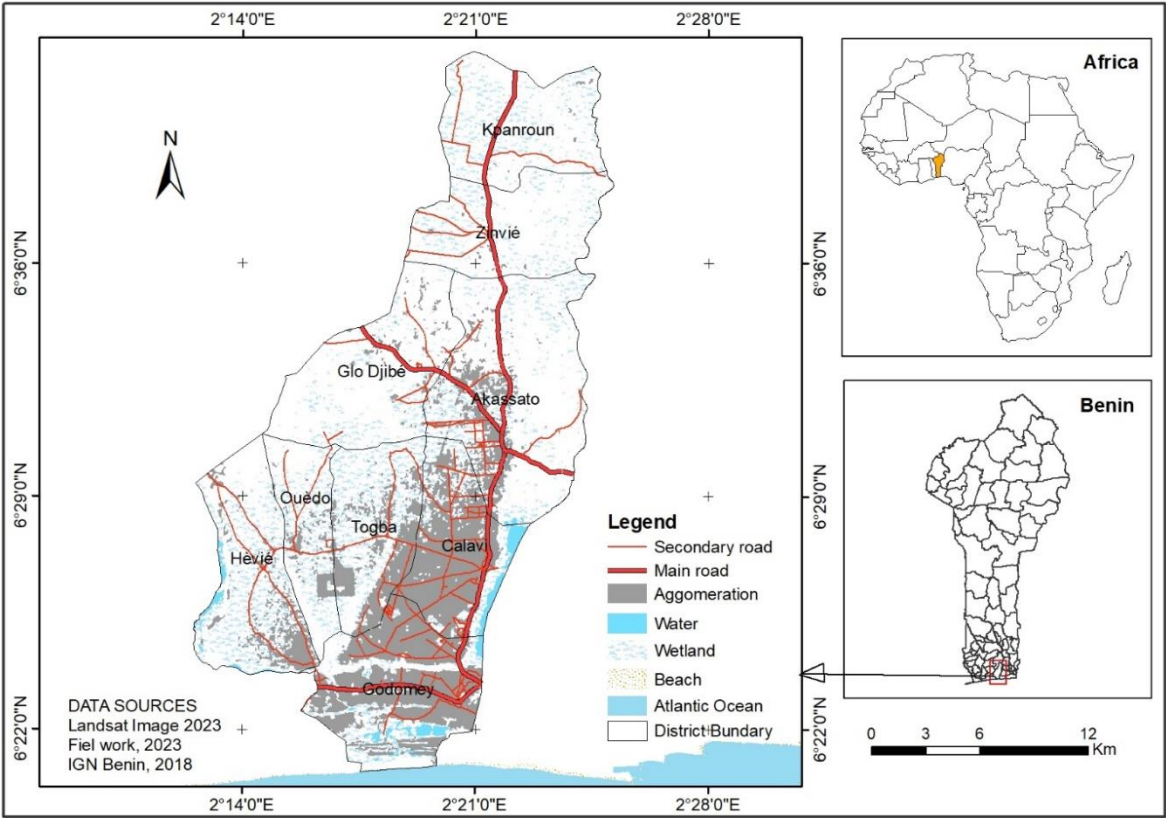 2°14'0"E
2°21'0"E
2°28'0"E
N
Kpanroun
Zinvié
6°36'0"N
6°36'0"N
Glo Djibé
Akassato
6°29'0"N
6°29'0"N
Ouèdo
Togba
Calavi
Hèvié
Godomey
6°22'0"N
6°22'0"N
Legend
Secondary road
Main road
Aggomeration
Water
Wetland
Beach
Atlantic Ocean
District Bundary
DATA SOURCES
Landsat Image 2023
Fiel work, 2023
IGN Benin, 2018
2°14'0"E
2°21'0"E
2°28'0"E
Africa
Benin
0 3 6 12
Km